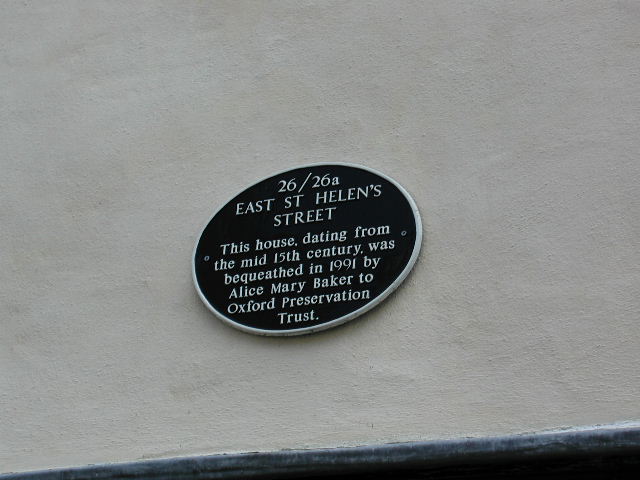 26/26a
EAST ST HELEN'S
STREET
This house, dating from
the mid 15th century, was
bequeathed in 1991 by
Alice Mary Baker to
Oxford Preservation
Trust.